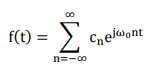 f(t) = ∑_{n=-∞}^{∞} cₙe^{jω₀nt}